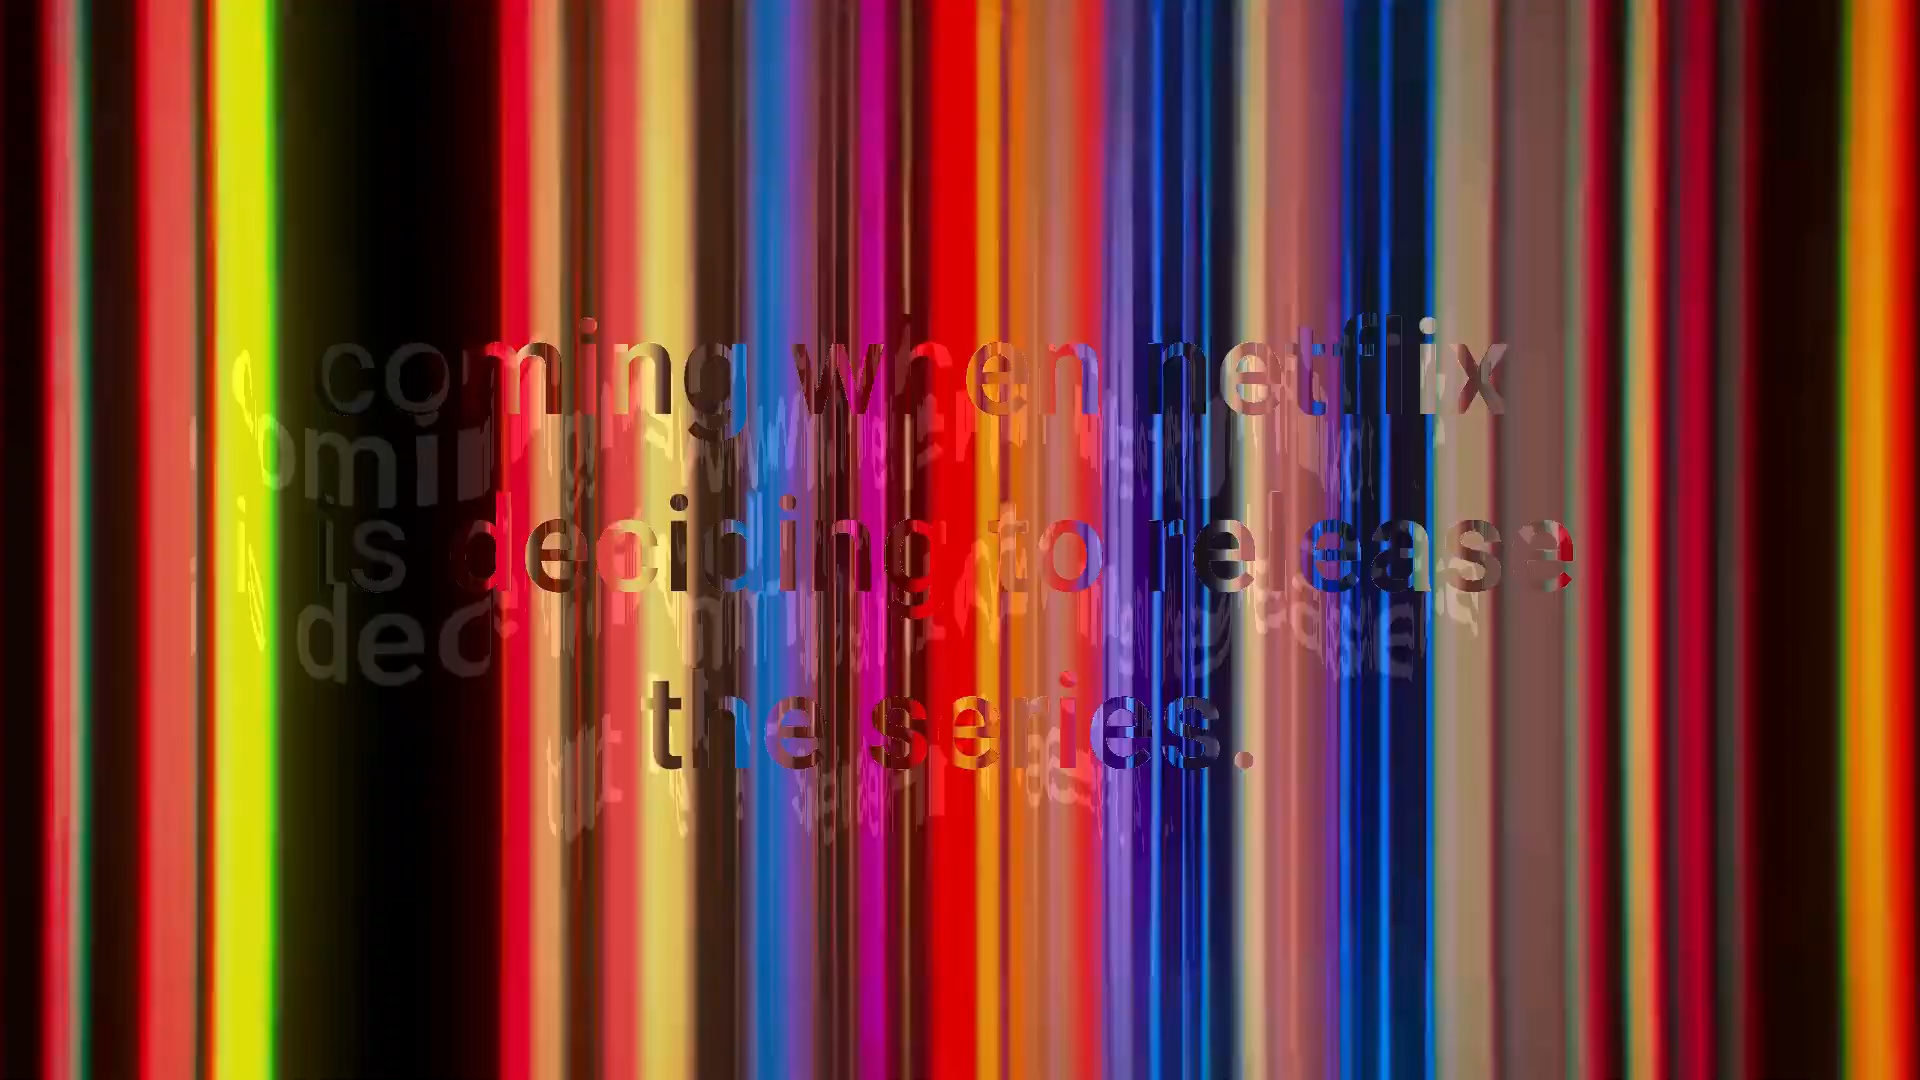 coming when netflix
is deciding to release
the series.